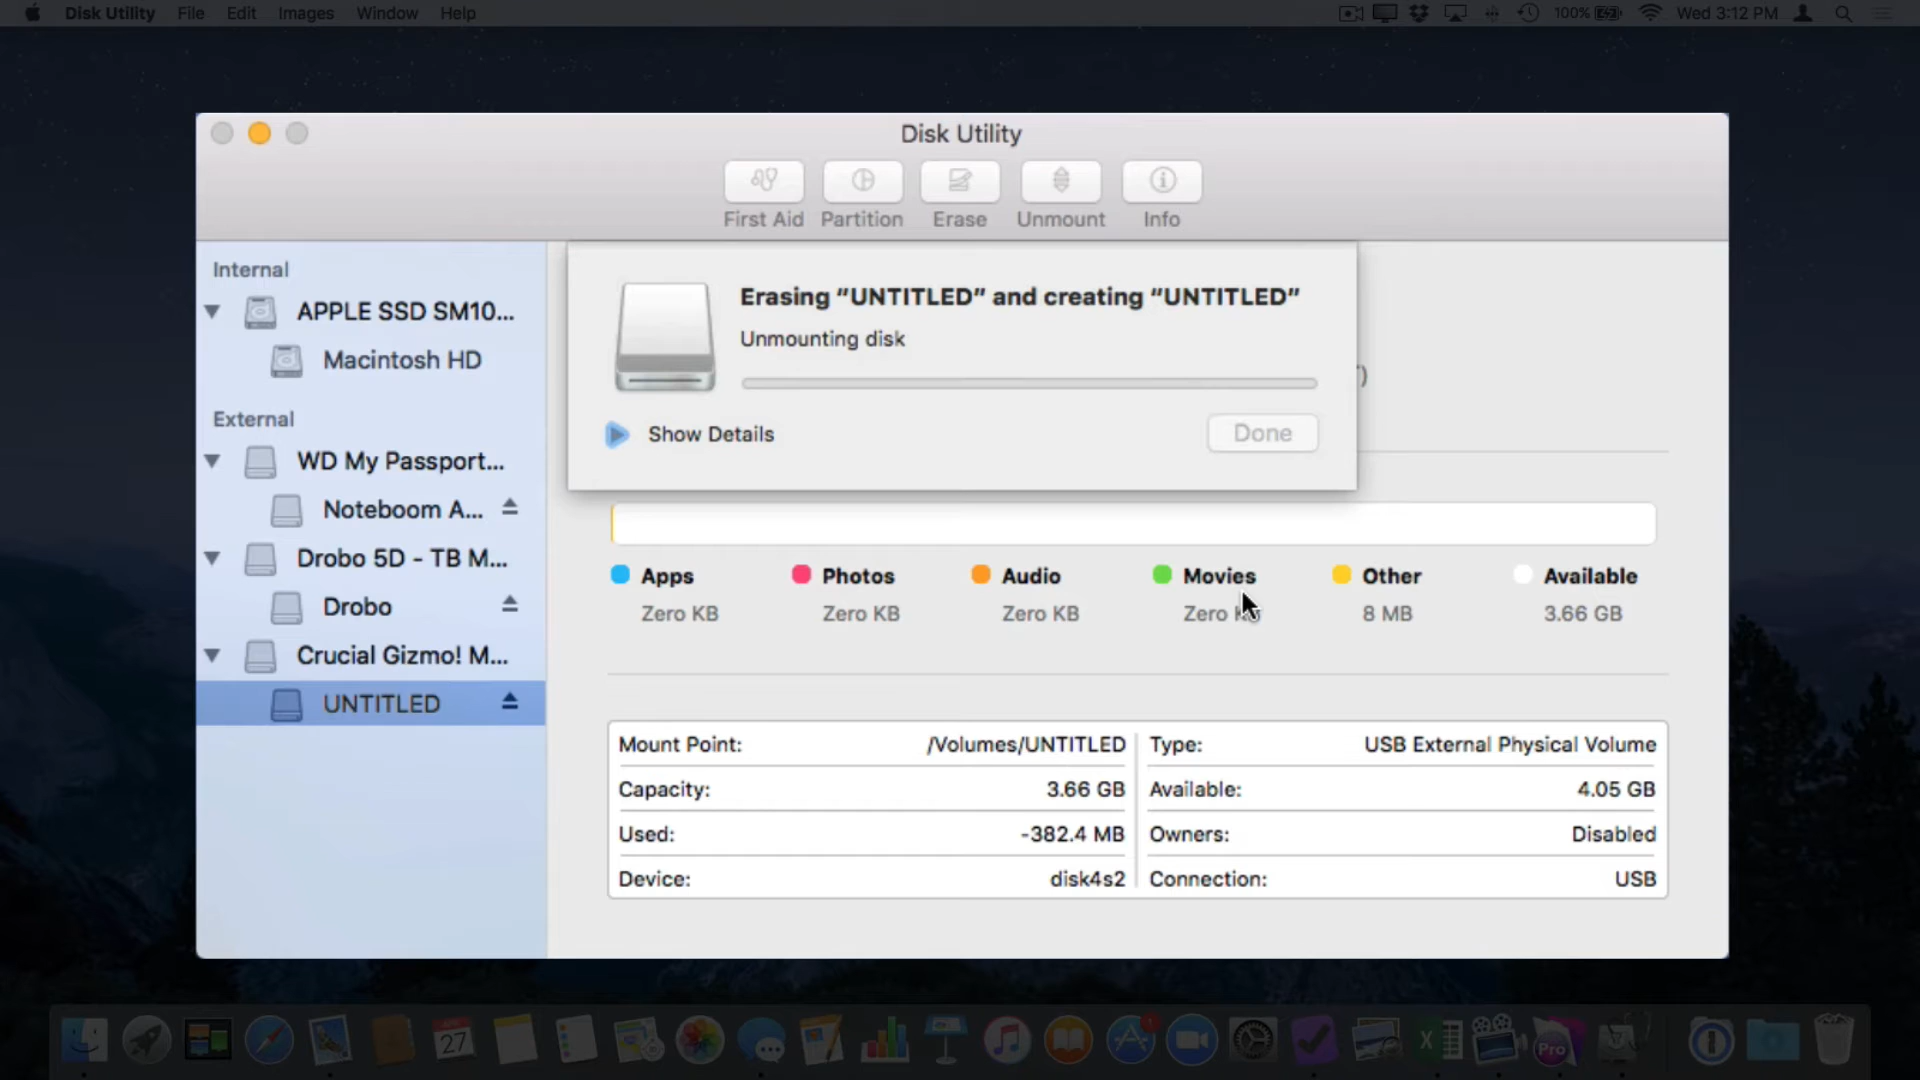 Disk Utility File Edit Images Window Help 100% Wed 3:12 PM
Disk Utility
First Aid Partition Erase Unmount Info
Internal
APPLE SSD SM10...
Macintosh HD
External
WD My Passport...
Noteboom A...
Drobo 5D - TB M...
Drobo
Crucial Gizmo! M...
UNTITLED
Erasing “UNTITLED” and creating “UNTITLED”
Unmounting disk
Show Details Done
)
Apps Photos Audio Movies Other Available
Zero KB Zero KB Zero KB Zero 8 MB 3.66 GB
Mount Point: /Volumes/UNTITLED Type: USB External Physical Volume
Capacity: 3.66 GB Available: 4.05 GB
Used: -382.4 MB Owners: Disabled
Device: disk4s2 Connection: USB
27
Pro